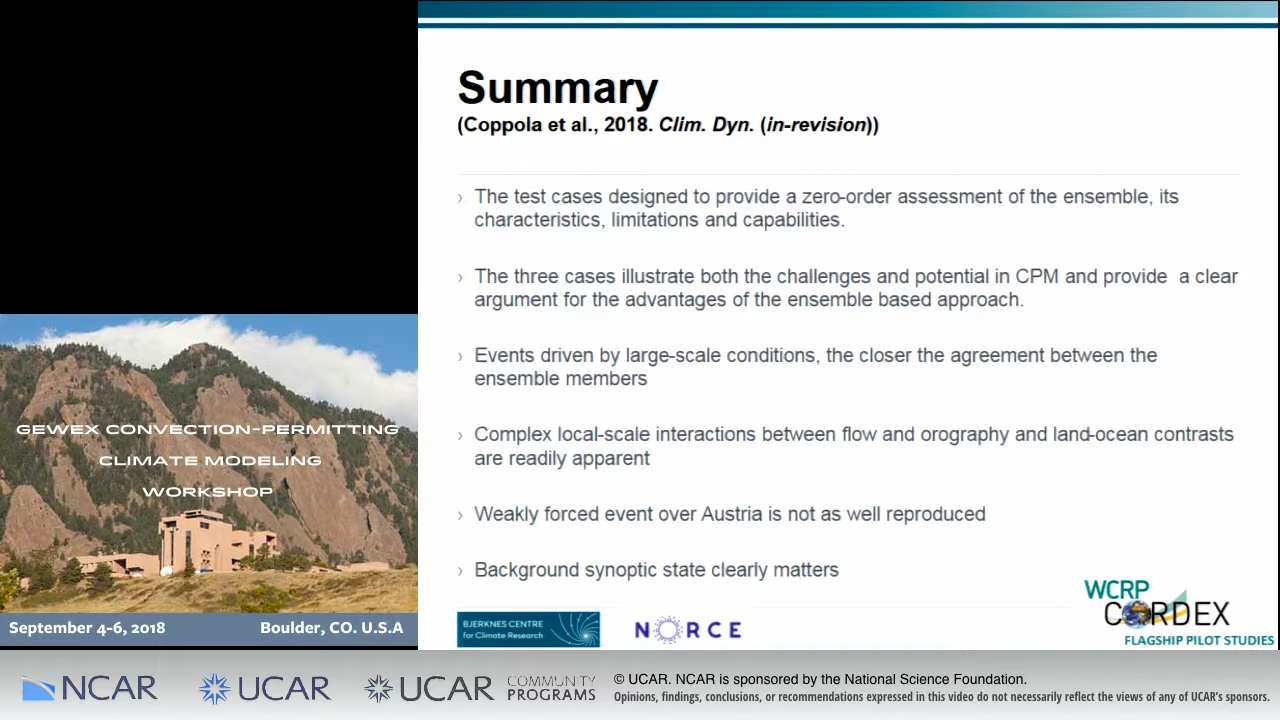 Summary
(Coppola et al., 2018. Clim. Dyn. (in-revision))
› The test cases designed to provide a zero-order assessment of the ensemble, its
characteristics, limitations and capabilities.
› The three cases illustrate both the challenges and potential in CPM and provide a clear
argument for the advantages of the ensemble based approach.
› Events driven by large-scale conditions, the closer the agreement between the
ensemble members
› Complex local-scale interactions between flow and orography and land-ocean contrasts
are readily apparent
› Weakly forced event over Austria is not as well reproduced
› Background synoptic state clearly matters
BJERKNES CENTRE
for Climate Research
NORCE
WCRP
CORDEX
FLAGSHIP PILOT STUDIES
GEWEX CONVECTION-PERMITTING
CLIMATE MODELING
WORKSHOP
September 4-6, 2018
Boulder, CO. U.S.A
NCAR
UCAR
UCAR
COMMUNITY
PROGRAMS
© UCAR. NCAR is sponsored by the National Science Foundation.
Opinions, findings, conclusions, or recommendations expressed in this video do not necessarily reflect the views of any of UCAR's sponsors.